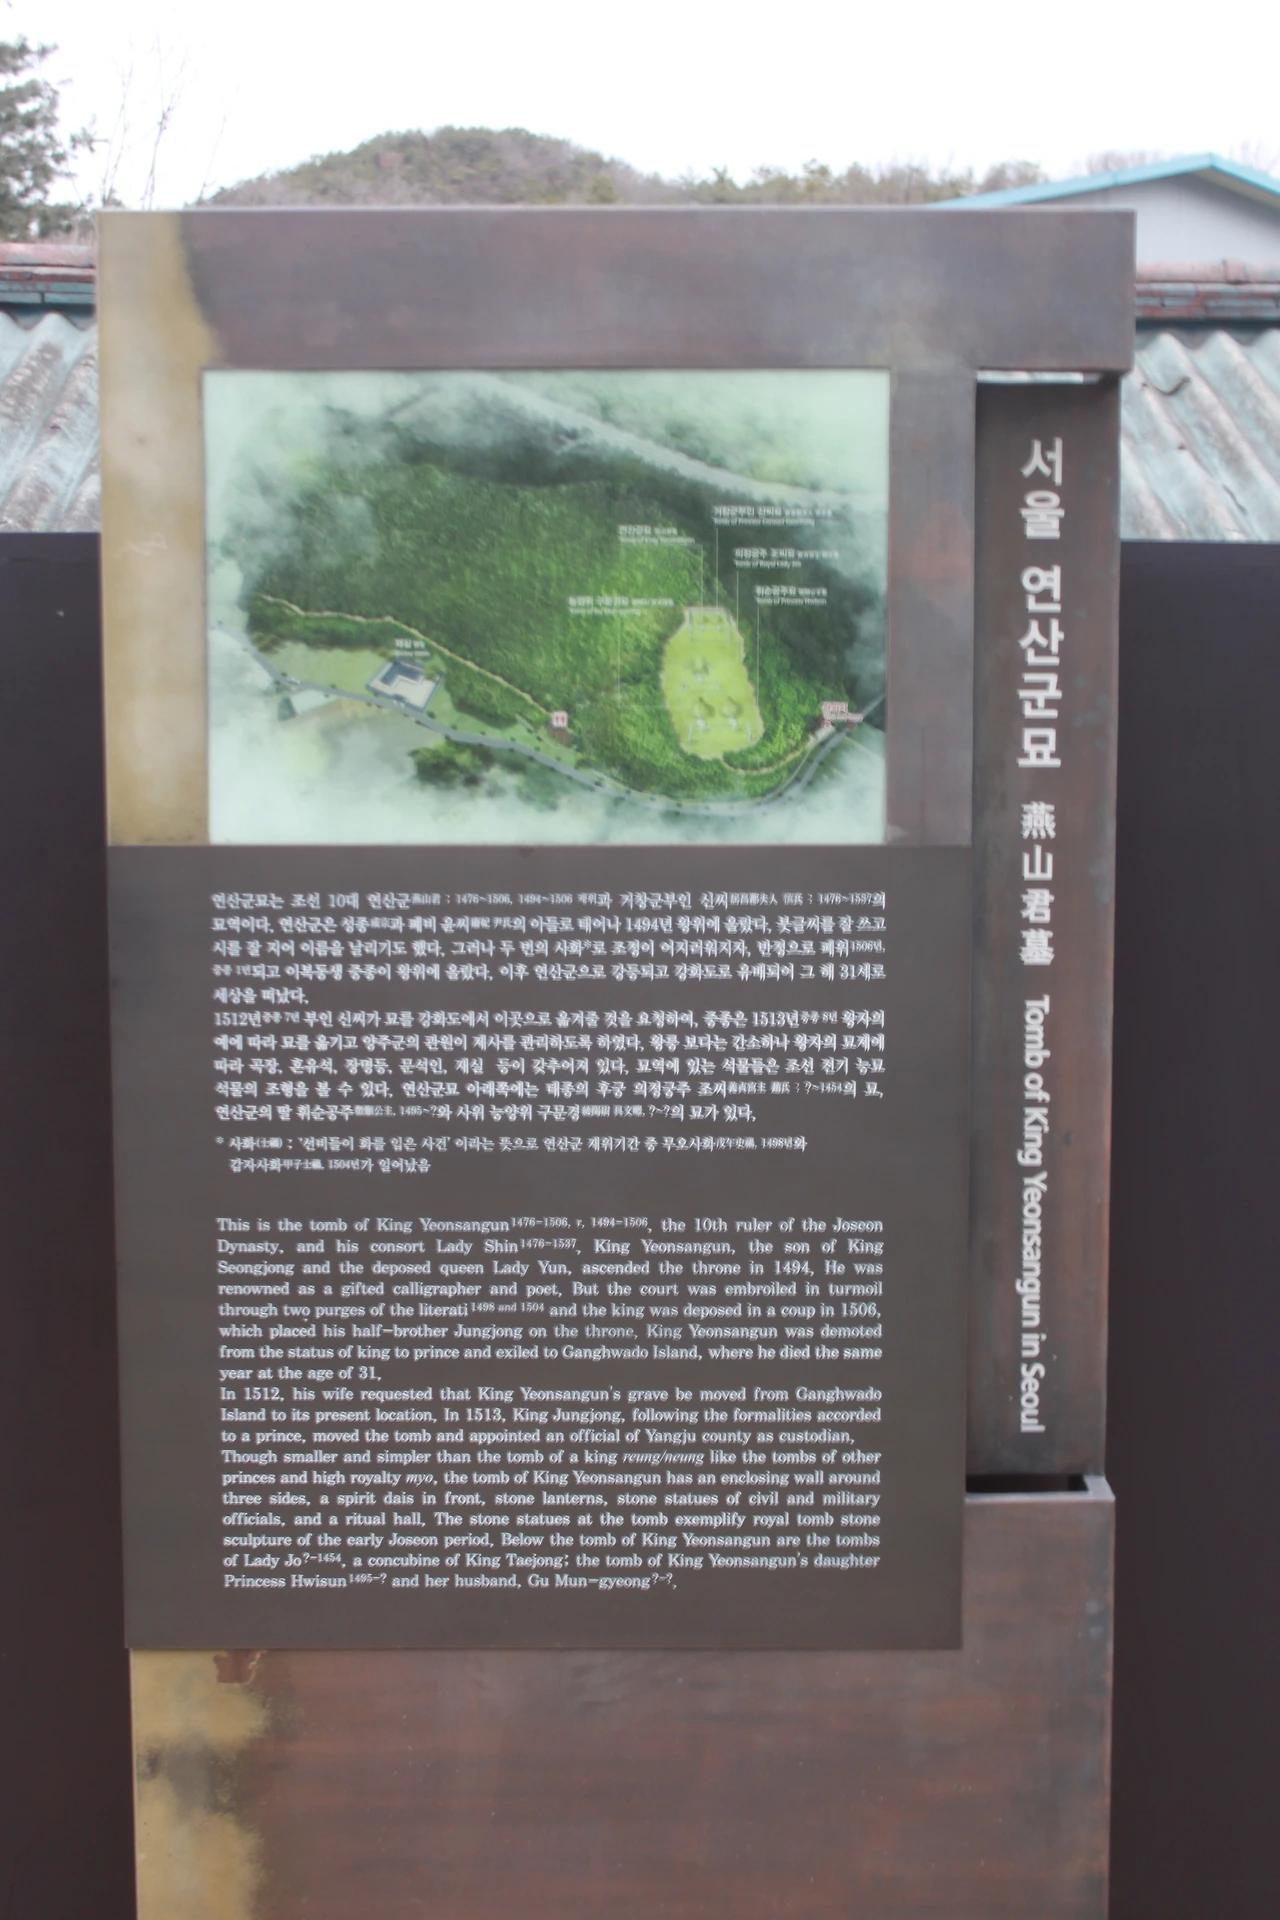 서울 연산군묘 燕山君墓 Tomb of King Yeonsangun in Seoul
연산군묘
거창군부인 신씨묘
의정궁주 조씨묘
휘순공주묘
능양위 구문경묘
재실
연산군묘는 조선 10대 연산군燕山君 : 1476~1506, 1494~1506 재위과 거창군부인 신씨居昌郡夫人 愼氏 : 1476~1537의
묘역이다. 연산군은 성종成宗과 폐비 윤씨廢妃 尹氏의 아들로 태어나 1494년 왕위에 올랐다. 붓글씨를 잘 쓰고
시를 잘 지어 이름을 날리기도 했다. 그러나 두 번의 사화*로 조정이 어지러워지자, 반정으로 폐위1506년,
중종 1년되고 이복동생 중종이 왕위에 올랐다. 이후 연산군으로 강등되고 강화도로 유배되어 그 해 31세로
세상을 떠났다.
1512년중종 7년 부인 신씨가 묘를 강화도에서 이곳으로 옮겨줄 것을 요청하여, 중종은 1513년중종 8년 왕자의
예에 따라 묘를 옮기고 양주군의 관원이 제사를 관리하도록 하였다. 왕릉 보다는 간소하나 왕자의 묘제에
따라 곡장, 혼유석, 장명등, 문석인, 재실 등이 갖추어져 있다. 묘역에 있는 석물들은 조선 전기 능묘
석물의 조형을 볼 수 있다. 연산군묘 아래쪽에는 태종의 후궁 의정궁주 조씨義貞宮主 趙氏 : ?~1454의 묘,
연산군의 딸 휘순공주徽順公主, 1495~?와 사위 능양위 구문경綾陽尉 具文璟, ?~?의 묘가 있다.
* 사화(士禍) : '선비들이 화를 입은 사건' 이라는 뜻으로 연산군 재위기간 중 무오사화戊午史禍, 1498년와
갑자사화甲子士禍, 1504년가 일어났음
This is the tomb of King Yeonsangun1476-1506, r. 1494-1506, the 10th ruler of the Joseon
Dynasty, and his consort Lady Shin1476-1537. King Yeonsangun, the son of King
Seongjong and the deposed queen Lady Yun, ascended the throne in 1494. He was
renowned as a gifted calligrapher and poet. But the court was embroiled in turmoil
through two purges of the literati1498 and 1504 and the king was deposed in a coup in 1506,
which placed his half-brother Jungjong on the throne. King Yeonsangun was demoted
from the status of king to prince and exiled to Ganghwado Island, where he died the same
year at the age of 31.
In 1512, his wife requested that King Yeonsangun's grave be moved from Ganghwado
Island to its present location. In 1513, King Jungjong, following the formalities accorded
to a prince, moved the tomb and appointed an official of Yangju county as custodian.
Though smaller and simpler than the tomb of a king reung/neung like the tombs of other
princes and high royalty myo, the tomb of King Yeonsangun has an enclosing wall around
three sides, a spirit dais in front, stone lanterns, stone statues of civil and military
officials, and a ritual hall. The stone statues at the tomb exemplify royal tomb stone
sculpture of the early Joseon period. Below the tomb of King Yeonsangun are the tombs
of Lady Jo?-1454, a concubine of King Taejong; the tomb of King Yeonsangun's daughter
Princess Hwisun1495-? and her husband, Gu Mun-gyeong?-?.